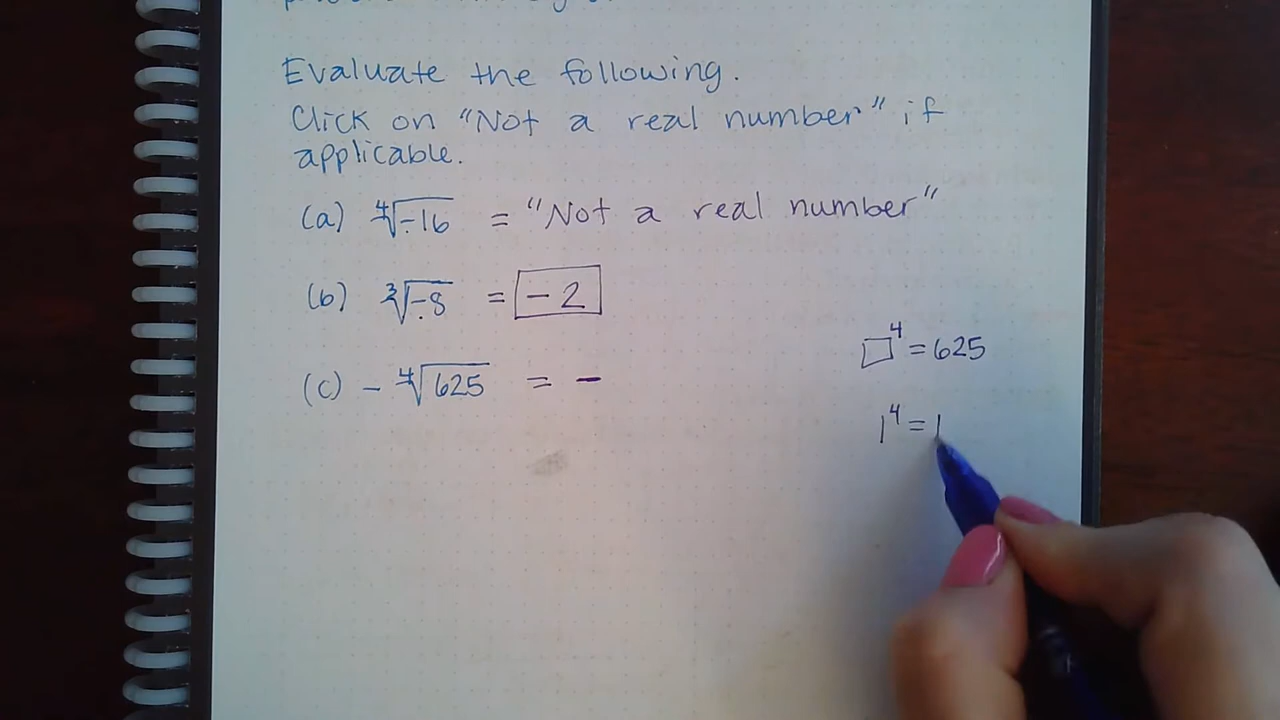 Evaluate the following.
Click on "Not a real number" if
applicable.
(a) ⁴√-16 = "Not a real number"
(b) ³√-8 = -2
□⁴ = 625
(c) - ⁴√625 = -
1⁴ = 1